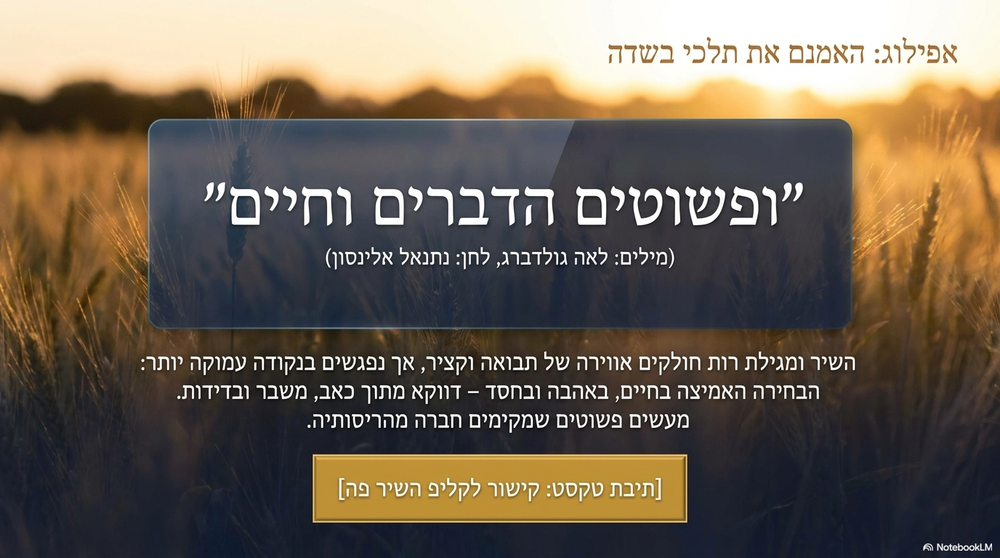 אפילוג: האמנם את תלכי בשדה
"ופשוטים הדברים וחיים"
(מילים: לאה גולדברג, לחן: נתנאל אלינסון)
השיר ומגילת רות חולקים אווירה של תבואה וקציר, אך נפגשים בנקודה עמוקה יותר:
הבחירה האמיצה בחיים, באהבה ובחסד – דווקא מתוך כאב, משבר ובדידות.
מעשים פשוטים שמקימים חברה מהריסותיה.
[תיבת טקסט: קישור לקליפ השיר פה]
NotebookLM